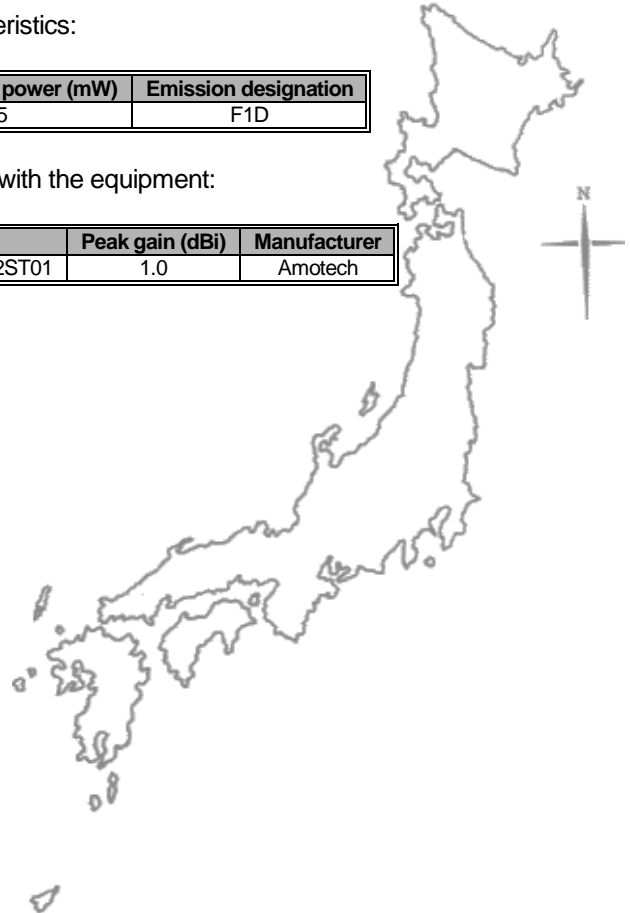 eristics:
power (mW) Emission designation
5 F1D
with the equipment:
Peak gain (dBi) Manufacturer
2ST01 1.0 Amotech
N